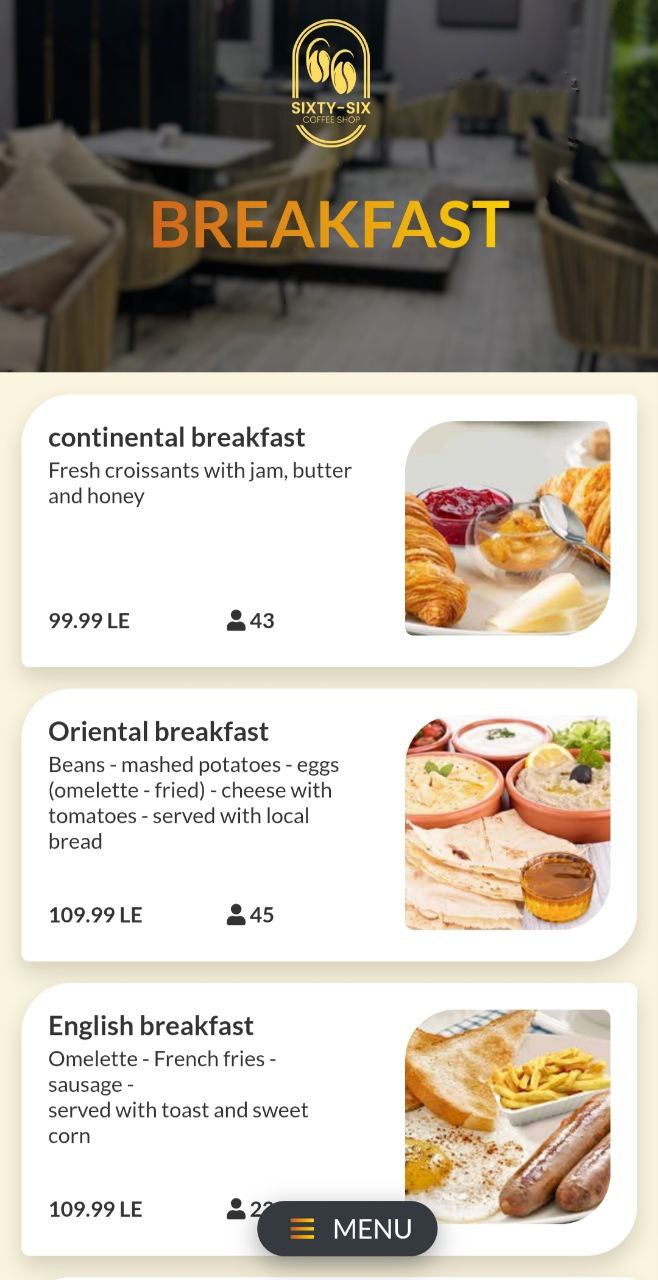 SIXTY-SIX
COFFEE SHOP
BREAKFAST
continental breakfast
Fresh croissants with jam, butter
and honey
99.99 LE
43
Oriental breakfast
Beans - mashed potatoes - eggs
(omelette - fried) - cheese with
tomatoes - served with local
bread
109.99 LE
45
English breakfast
Omelette - French fries -
sausage -
served with toast and sweet
corn
109.99 LE
MENU